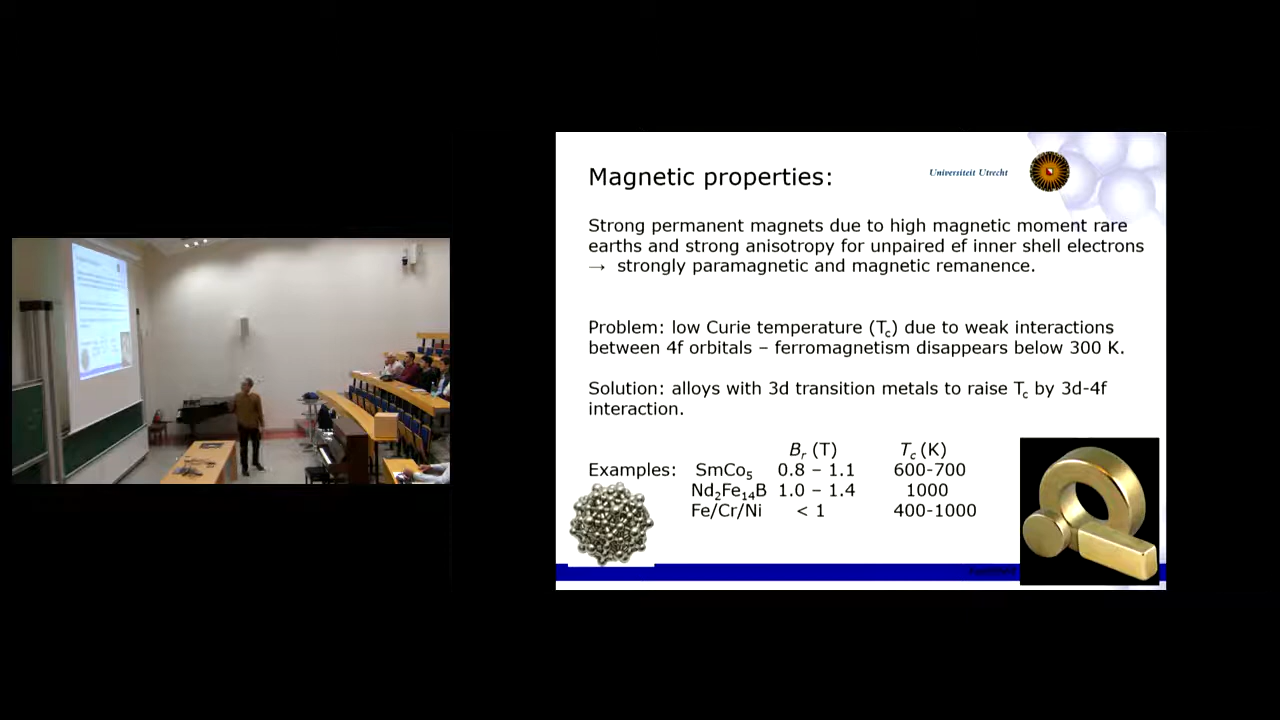 Magnetic properties:
Universiteit Utrecht
Strong permanent magnets due to high magnetic moment rare
earths and strong anisotropy for unpaired ef inner shell electrons
→ strongly paramagnetic and magnetic remanence.
Problem: low Curie temperature (Tc) due to weak interactions
between 4f orbitals – ferromagnetism disappears below 300 K.
Solution: alloys with 3d transition metals to raise Tc by 3d-4f
interaction.
Br (T) Tc (K)
Examples: SmCo5 0.8 – 1.1 600-700
Nd2Fe14B 1.0 – 1.4 1000
Fe/Cr/Ni < 1 400-1000